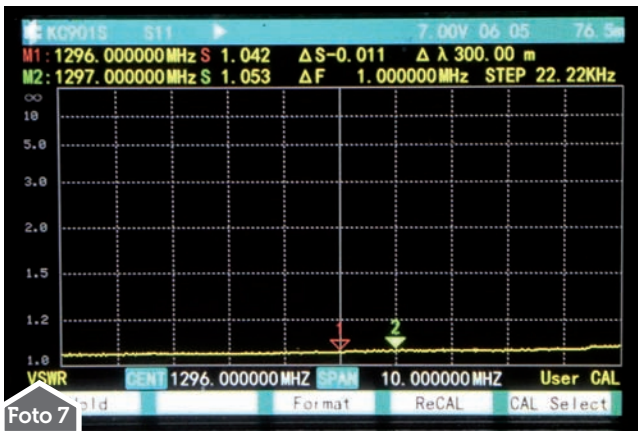 KC901S S11 7.00V 06 05 76.5m
M1:1296.000000MHz S 1.042 ΔS-0.011 Δλ300.00 m
M2:1297.000000MHz S 1.053 ΔF 1.000000MHz STEP 22.22KHz
∞
10
5.0
3.0
2.0
1.5
1.2
1 2
1.0
VSWR CENT 1296.000000MHZ SPAN 10.000000MHZ User CAL
Format ReCAL CAL Select
Foto 7